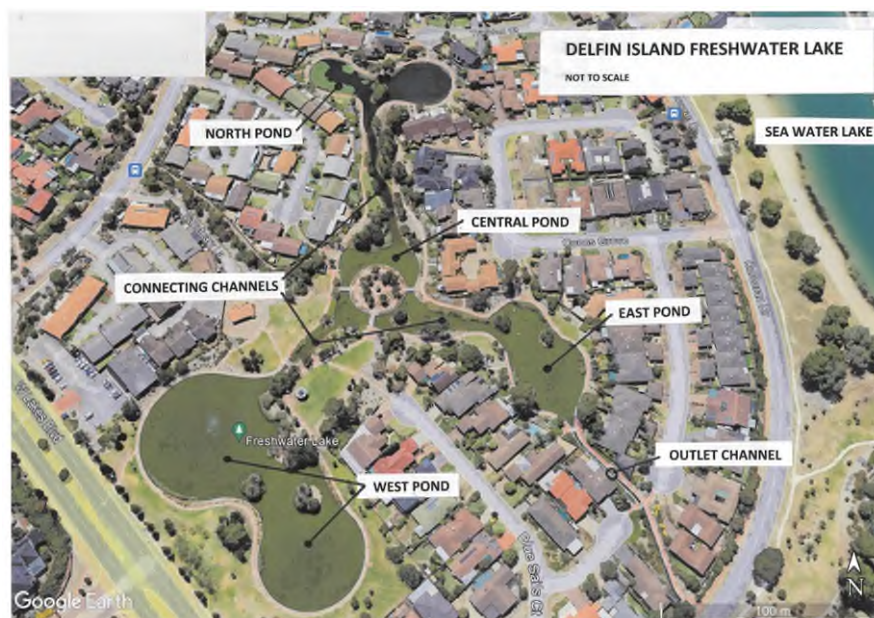 DELFIN ISLAND FRESHWATER LAKE
NOT TO SCALE
SEA WATER LAKE
NORTH POND
CENTRAL POND
CONNECTING CHANNELS
EAST POND
Freshwater Lake
OUTLET CHANNEL
WEST POND
Google Earth
N
100 m